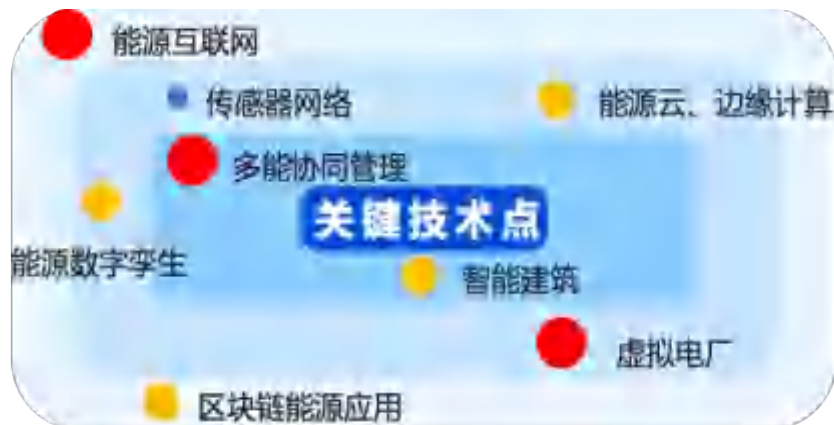 能源互联网
传感器网络
能源云、边缘计算
多能协同管理
关键技术点
能源数字孪生
智能建筑
虚拟电厂
区块链能源应用